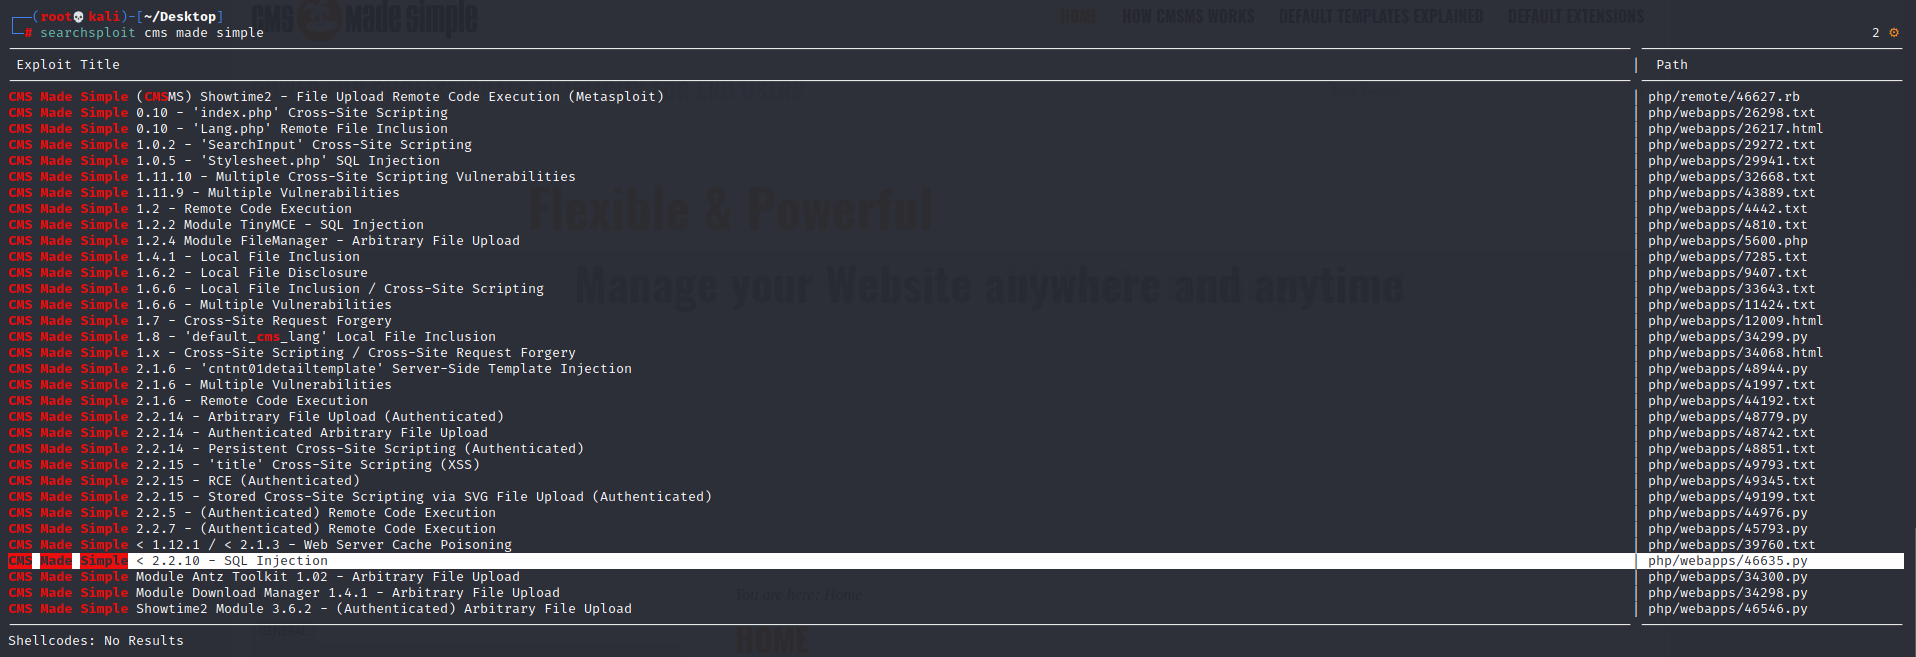 (root💀kali)-[~/Desktop]
# searchsploit cms made simple 2 ⚙
Exploit Title | Path
CMS Made Simple (CMSMS) Showtime2 - File Upload Remote Code Execution (Metasploit) | php/remote/46627.rb
CMS Made Simple 0.10 - 'index.php' Cross-Site Scripting | php/webapps/26298.txt
CMS Made Simple 0.10 - 'Lang.php' Remote File Inclusion | php/webapps/26217.html
CMS Made Simple 1.0.2 - 'SearchInput' Cross-Site Scripting | php/webapps/29272.txt
CMS Made Simple 1.0.5 - 'Stylesheet.php' SQL Injection | php/webapps/29941.txt
CMS Made Simple 1.11.10 - Multiple Cross-Site Scripting Vulnerabilities | php/webapps/32668.txt
CMS Made Simple 1.11.9 - Multiple Vulnerabilities | php/webapps/43889.txt
CMS Made Simple 1.2 - Remote Code Execution | php/webapps/4442.txt
CMS Made Simple 1.2.2 Module TinyMCE - SQL Injection | php/webapps/4810.txt
CMS Made Simple 1.2.4 Module FileManager - Arbitrary File Upload | php/webapps/5600.php
CMS Made Simple 1.4.1 - Local File Inclusion | php/webapps/7285.txt
CMS Made Simple 1.6.2 - Local File Disclosure | php/webapps/9407.txt
CMS Made Simple 1.6.6 - Local File Inclusion / Cross-Site Scripting | php/webapps/33643.txt
CMS Made Simple 1.6.6 - Multiple Vulnerabilities | php/webapps/11424.txt
CMS Made Simple 1.7 - Cross-Site Request Forgery | php/webapps/12009.html
CMS Made Simple 1.8 - 'default_cms_lang' Local File Inclusion | php/webapps/34299.py
CMS Made Simple 1.x - Cross-Site Scripting / Cross-Site Request Forgery | php/webapps/34068.html
CMS Made Simple 2.1.6 - 'cntnt01detailtemplate' Server-Side Template Injection | php/webapps/48944.py
CMS Made Simple 2.1.6 - Multiple Vulnerabilities | php/webapps/41997.txt
CMS Made Simple 2.1.6 - Remote Code Execution | php/webapps/44192.txt
CMS Made Simple 2.2.14 - Arbitrary File Upload (Authenticated) | php/webapps/48779.py
CMS Made Simple 2.2.14 - Authenticated Arbitrary File Upload | php/webapps/48742.txt
CMS Made Simple 2.2.14 - Persistent Cross-Site Scripting (Authenticated) | php/webapps/48851.txt
CMS Made Simple 2.2.15 - 'title' Cross-Site Scripting (XSS) | php/webapps/49793.txt
CMS Made Simple 2.2.15 - RCE (Authenticated) | php/webapps/49345.txt
CMS Made Simple 2.2.15 - Stored Cross-Site Scripting via SVG File Upload (Authenticated) | php/webapps/49199.txt
CMS Made Simple 2.2.5 - (Authenticated) Remote Code Execution | php/webapps/44976.py
CMS Made Simple 2.2.7 - (Authenticated) Remote Code Execution | php/webapps/45793.py
CMS Made Simple < 1.12.1 / < 2.1.3 - Web Server Cache Poisoning | php/webapps/39760.txt
CMS Made Simple < 2.2.10 - SQL Injection | php/webapps/46635.py
CMS Made Simple Module Antz Toolkit 1.02 - Arbitrary File Upload | php/webapps/34300.py
CMS Made Simple Module Download Manager 1.4.1 - Arbitrary File Upload | php/webapps/34298.py
CMS Made Simple Showtime2 Module 3.6.2 - (Authenticated) Arbitrary File Upload | php/webapps/46546.py
Shellcodes: No Results
cms made simple
HOME HOW CMSMS WORKS DEFAULT TEMPLATES EXPLAINED DEFAULT EXTENSIONS
Flexible & Powerful
Manage your Website anywhere and anytime
You are here: Home
HOME